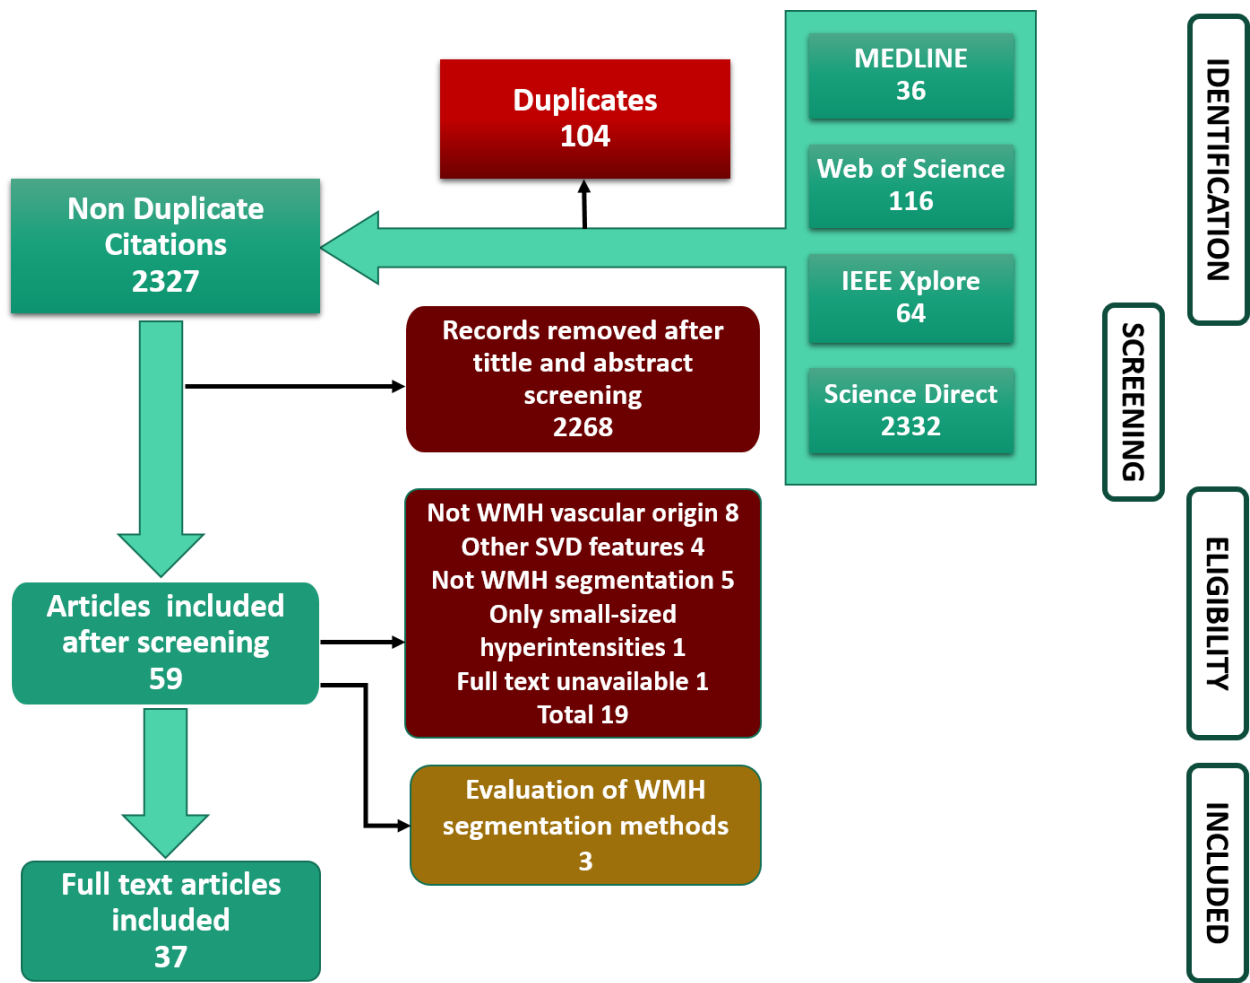 MEDLINE
36
Web of Science
116
IEEE Xplore
64
Science Direct
2332
Duplicates
104
Non Duplicate
Citations
2327
Records removed after
tittle and abstract
screening
2268
Articles included
after screening
59
Not WMH vascular origin 8
Other SVD features 4
Not WMH segmentation 5
Only small-sized
hyperintensities 1
Full text unavailable 1
Total 19
Evaluation of WMH
segmentation methods
3
Full text articles
included
37
IDENTIFICATION
SCREENING
ELIGIBILITY
INCLUDED